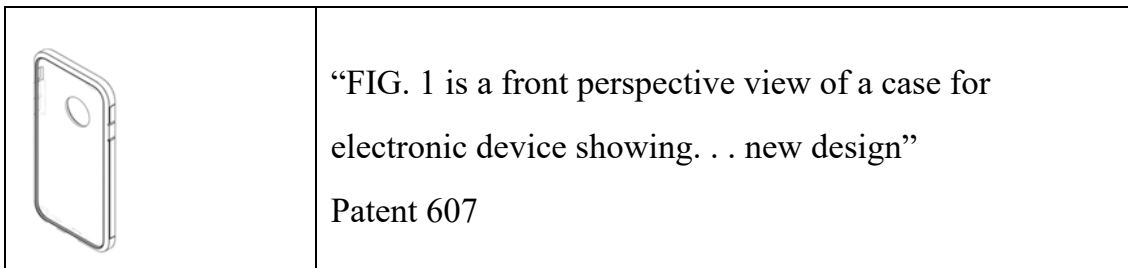 “FIG. 1 is a front perspective view of a case for
electronic device showing. . . new design”
Patent 607